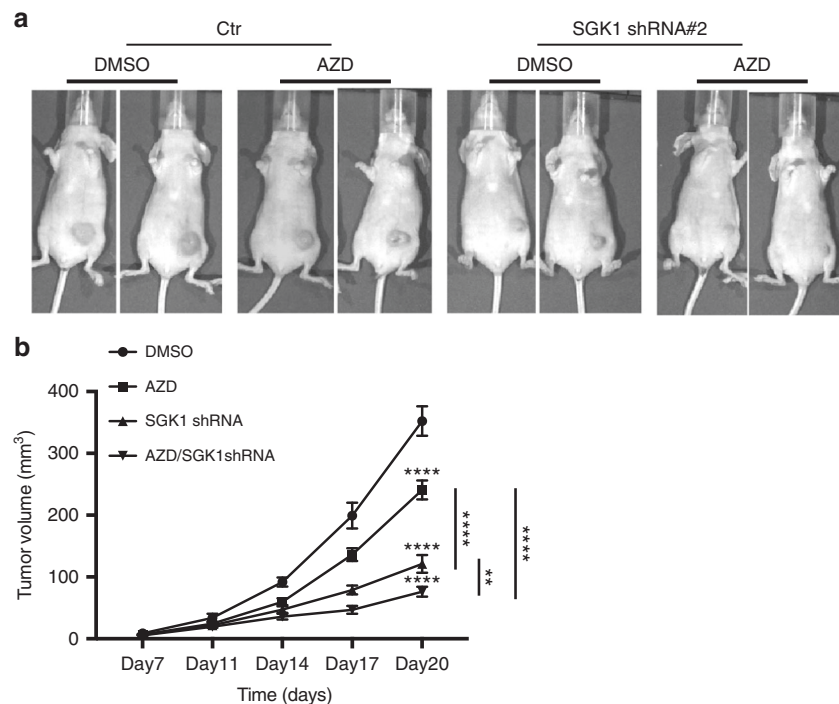 a
Ctr
SGK1 shRNA#2
DMSO
AZD
DMSO
AZD
b
DMSO
AZD
SGK1 shRNA
AZD/SGK1shRNA
Tumor volume (mm³)
400
300
200
100
0
****
****
****
****
**
****
Day7
Day11
Day14
Day17
Day20
Time (days)